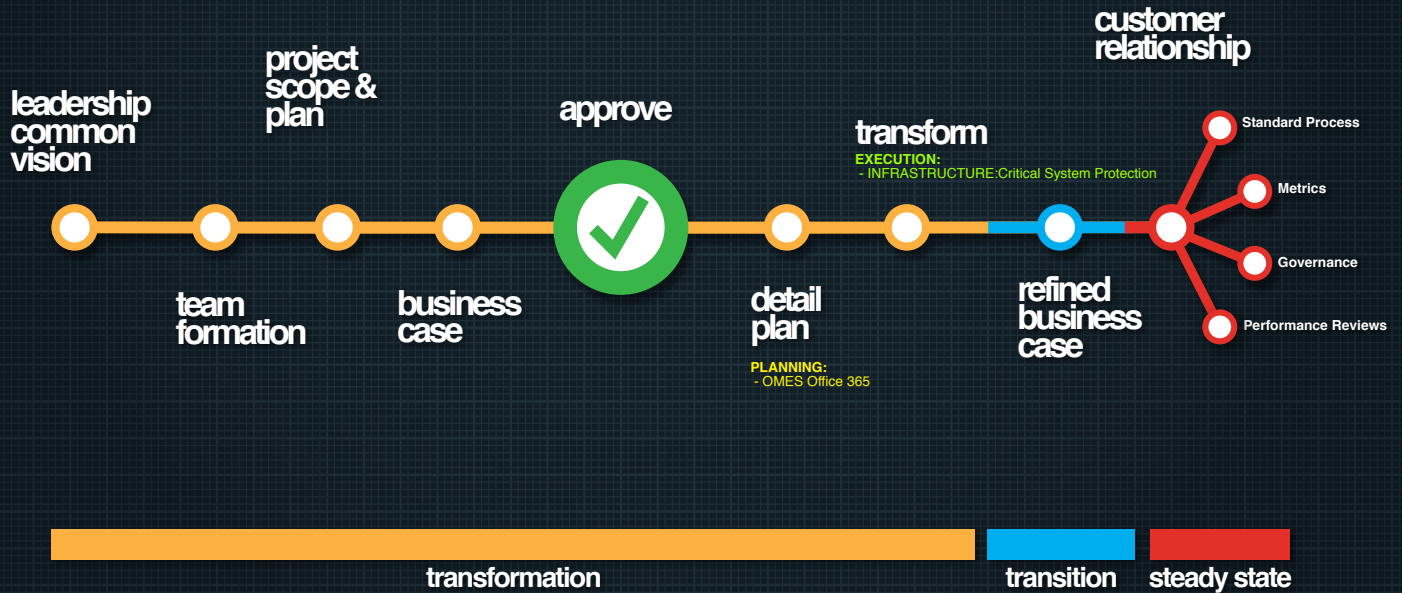 leadership
common
vision
team
formation
project
scope &
plan
business
case
approve
detail
plan
PLANNING:
- OMES Office 365
transform
EXECUTION:
- INFRASTRUCTURE:Critical System Protection
refined
business
case
customer
relationship
Standard Process
Metrics
Governance
Performance Reviews
transformation
transition
steady state